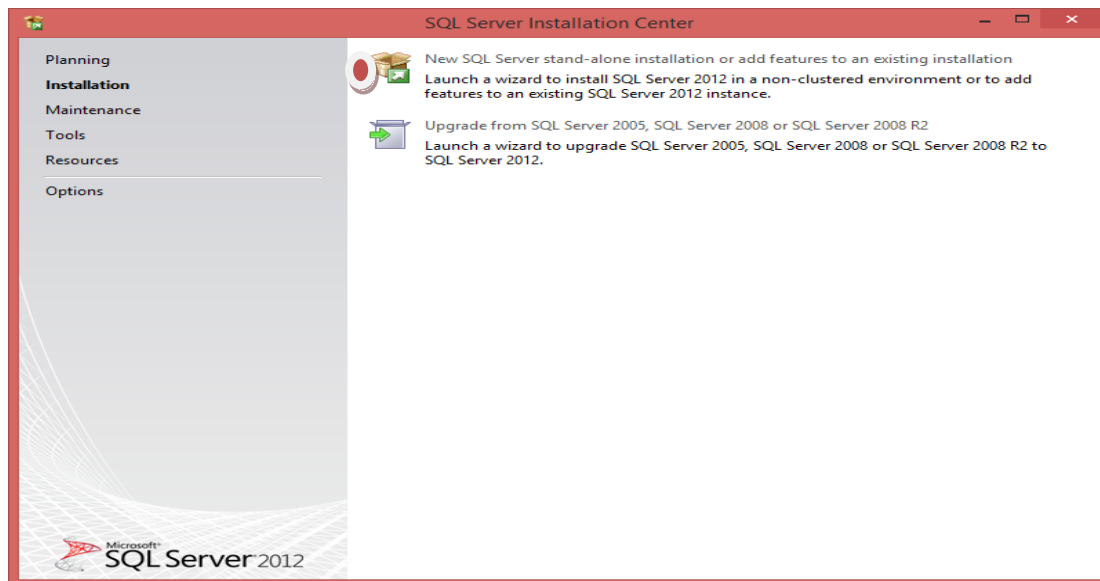 SQL Server Installation Center
Planning
Installation
Maintenance
Tools
Resources
Options
New SQL Server stand-alone installation or add features to an existing installation
Launch a wizard to install SQL Server 2012 in a non-clustered environment or to add
features to an existing SQL Server 2012 instance.
Upgrade from SQL Server 2005, SQL Server 2008 or SQL Server 2008 R2
Launch a wizard to upgrade SQL Server 2005, SQL Server 2008 or SQL Server 2008 R2 to
SQL Server 2012.
Microsoft®
SQL Server® 2012